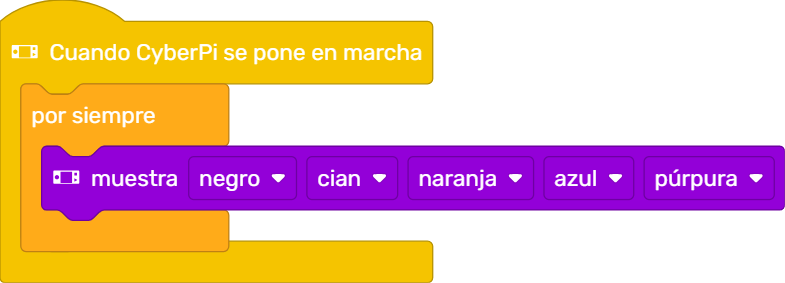 Cuando CyberPi se pone en marcha
por siempre
muestra negro cian naranja azul púrpura